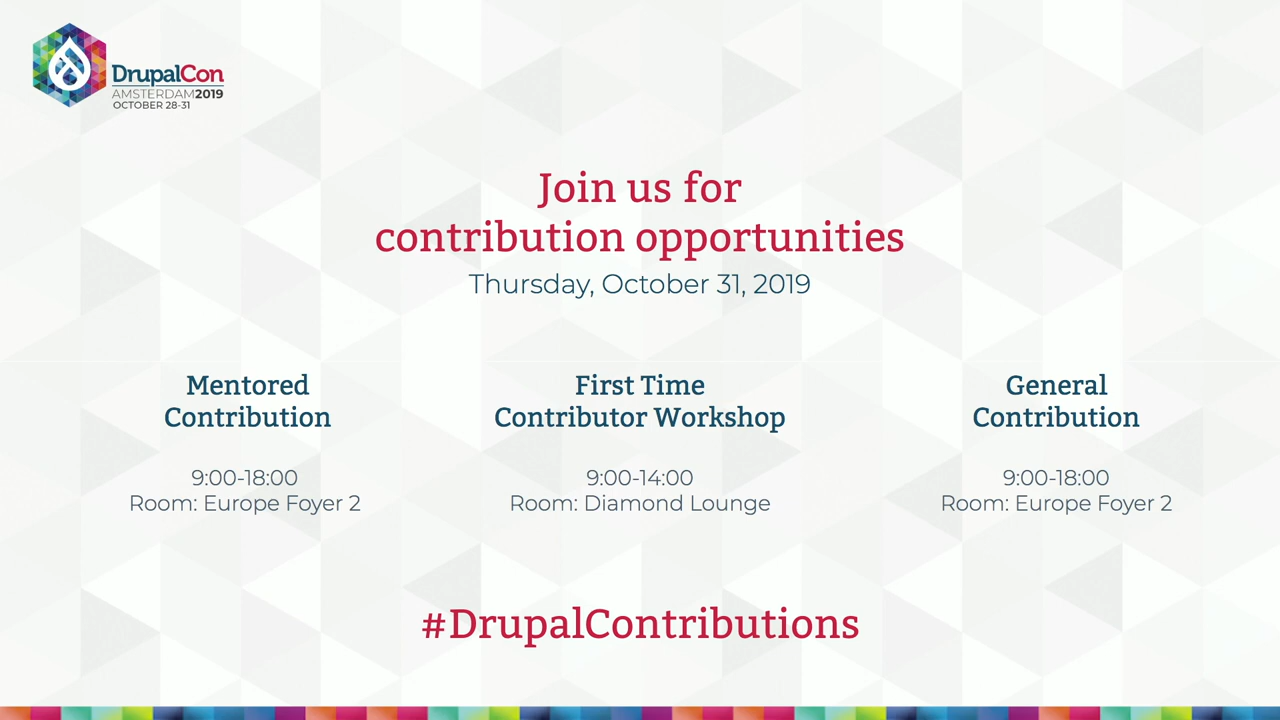 DrupalCon
AMSTERDAM2019
OCTOBER 28-31
Join us for
contribution opportunities
Thursday, October 31, 2019
Mentored
Contribution
9:00-18:00
Room: Europe Foyer 2
First Time
Contributor Workshop
9:00-14:00
Room: Diamond Lounge
General
Contribution
9:00-18:00
Room: Europe Foyer 2
#DrupalContributions